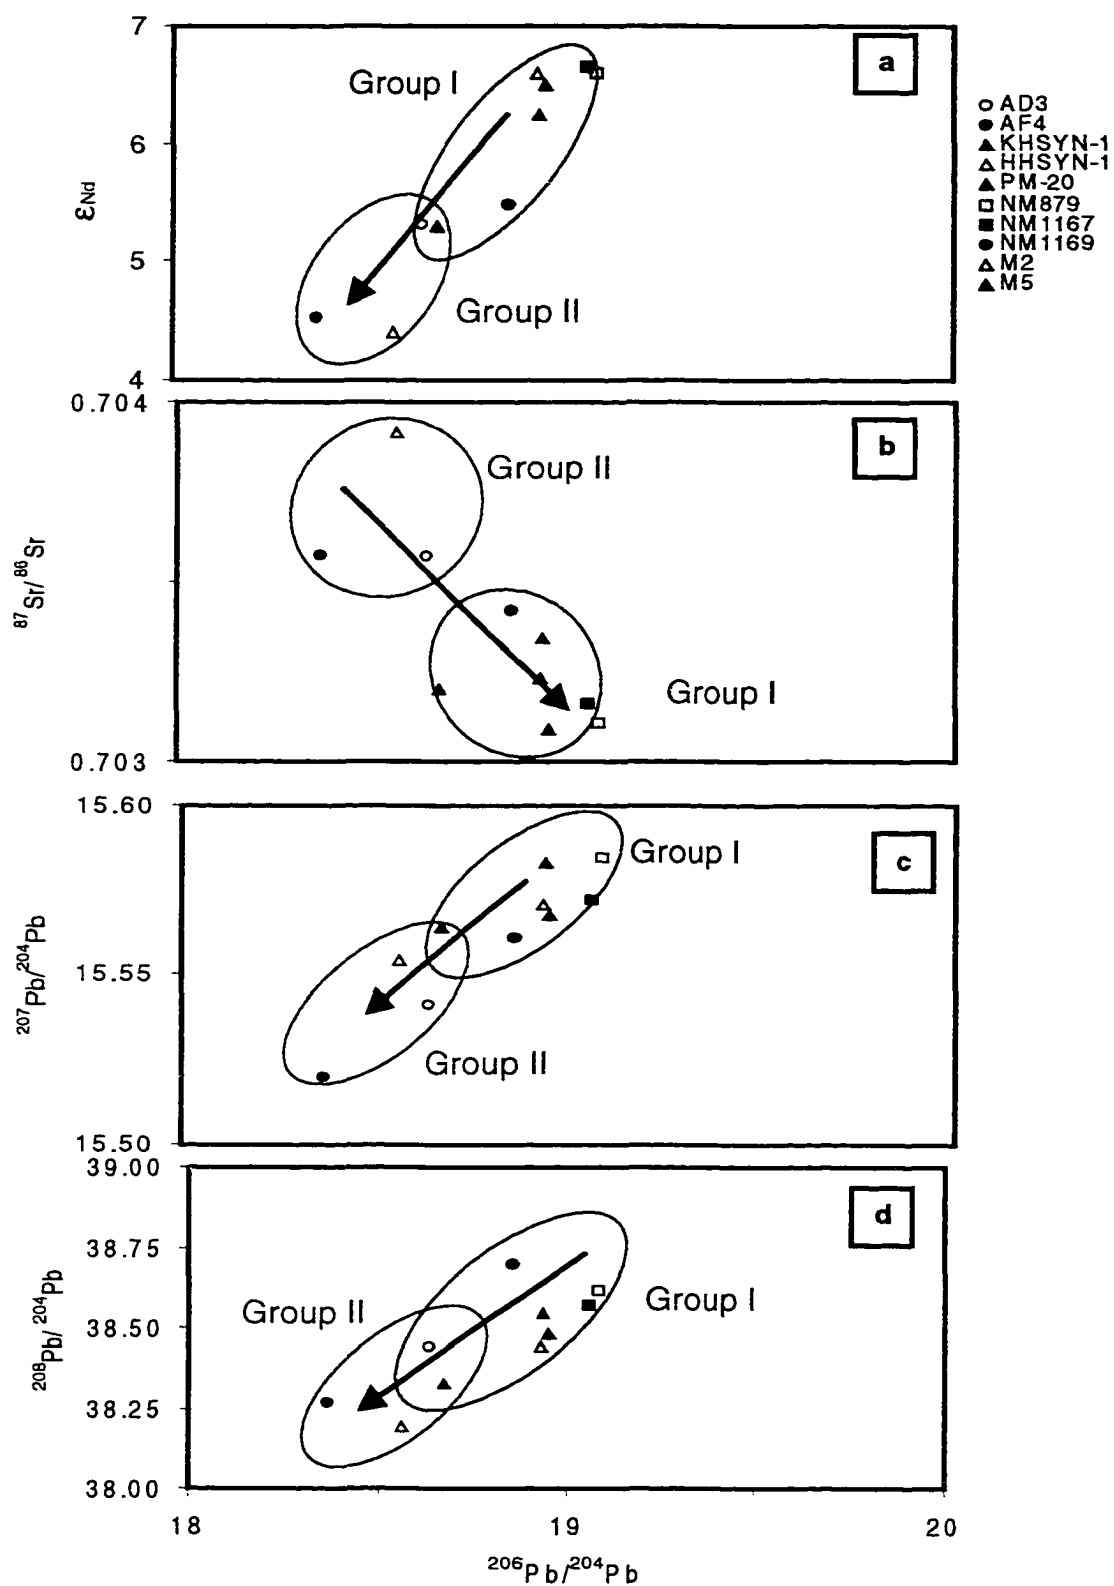 7
6
5
4
εNd
Group I
Group II
a
AD3
AF4
KHSYN-1
HHSYN-1
PM-20
NM879
NM1167
NM1169
M2
M5
0.704
0.703
87Sr/86Sr
Group II
Group I
b
15.60
15.55
15.50
207Pb/204Pb
Group I
Group II
c
39.00
38.75
38.50
38.25
38.00
208Pb/204Pb
Group II
Group I
d
18 19 20
206Pb/204Pb